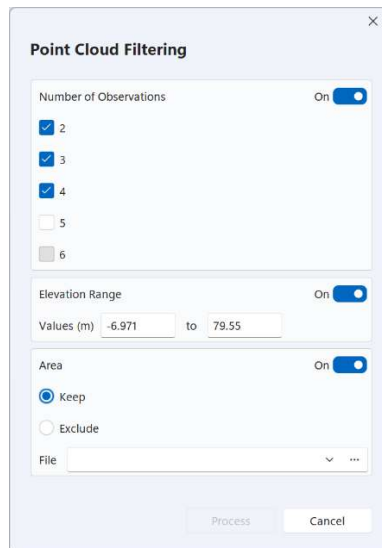 Point Cloud Filtering
Number of Observations On
2
3
4
5
6
Elevation Range On
Values (m) -6.971 to 79.55
Area On
Keep
Exclude
File
Process Cancel